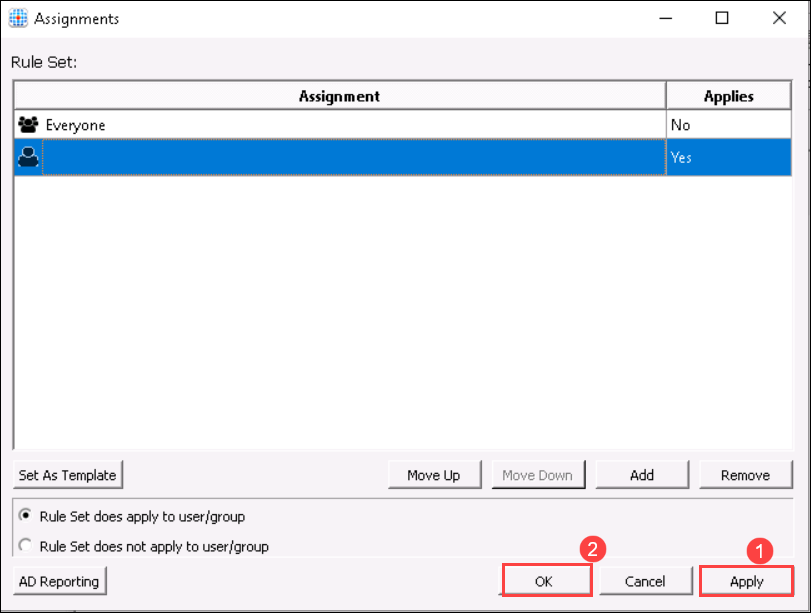 Assignments
Rule Set:
Assignment Applies
Everyone No
Yes
Set As Template Move Up Move Down Add Remove
Rule Set does apply to user/group
Rule Set does not apply to user/group
2 1
AD Reporting OK Cancel Apply